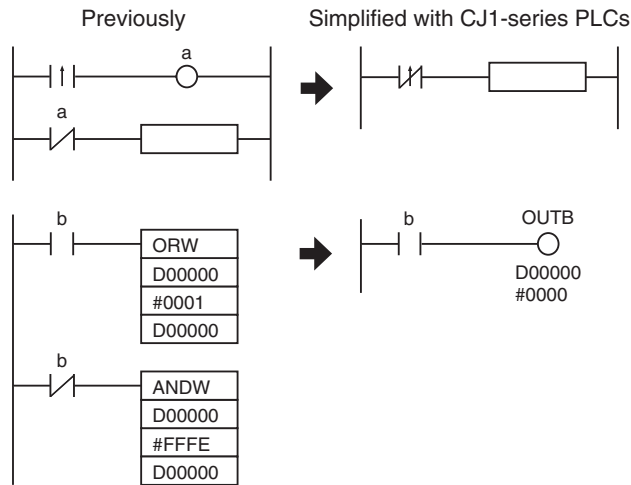 Previously
Simplified with CJ1-series PLCs
a
a
b
ORW
D00000
#0001
D00000
b
OUTB
D00000
#0000
b
ANDW
D00000
#FFFE
D00000